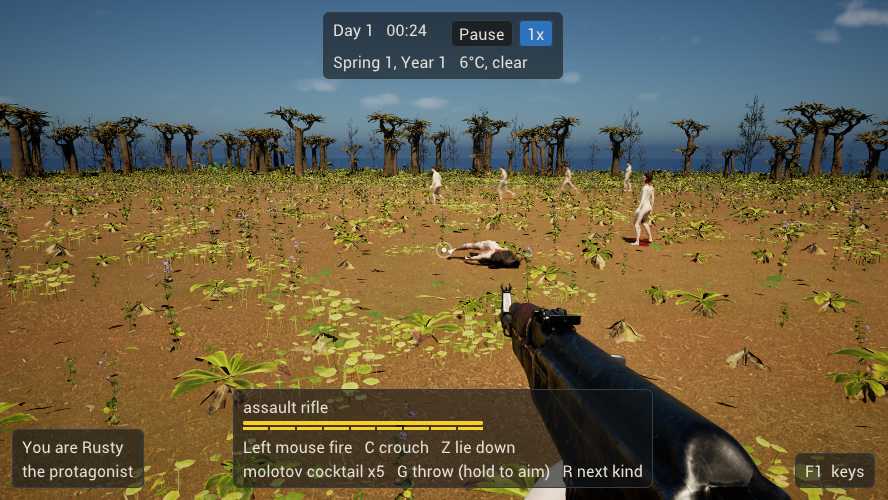 Day 1 00:24 Pause 1x
Spring 1, Year 1 6°C, clear
assault rifle
Left mouse fire C crouch Z lie down
molotov cocktail x5 G throw (hold to aim) R next kind
You are Rusty
the protagonist
F1 keys